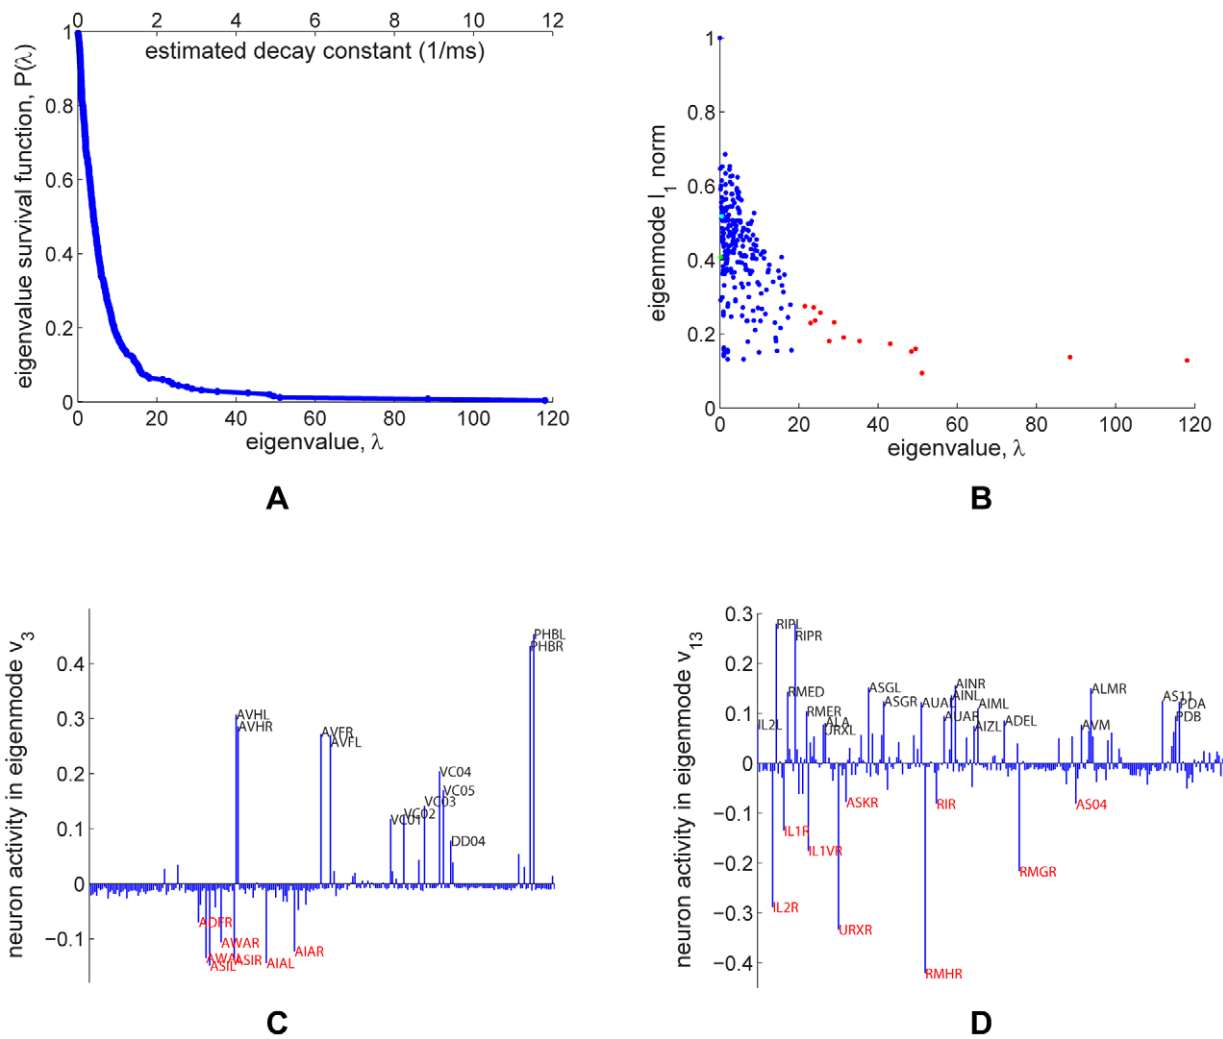 0 2 4 6 8 10 12
estimated decay constant (1/ms)
eigenvalue survival function, P(λ)
1
0.8
0.6
0.4
0.2
0
0 20 40 60 80 100 120
eigenvalue, λ
A
eigenmode l1 norm
1
0.8
0.6
0.4
0.2
0
0 20 40 60 80 100 120
eigenvalue, λ
B
neuron activity in eigenmode v3
0.4
0.3
0.2
0.1
0
−0.1
PHBL
PHBR
AVHL
AVHR
AVFR
AVFL
VC04
VC05
VC03
VC02
VC01
DD04
ADFR
AWAR
AWAL
ASIR
ASIL
AIAL
AIAR
C
neuron activity in eigenmode v13
0.3
0.2
0.1
0
−0.1
−0.2
−0.3
−0.4
RIPL
RIPR
RMED
RMER
IL2L
ALA
URXL
ASGL
ASGR
AUAL
AUAR
AINR
AINL
AIML
AIZL
ADEL
ALMR
AVM
AS11
PDA
PDB
ASKR
RIR
AS04
IL1R
IL1VR
RMGR
IL2R
URXR
RMHR
D